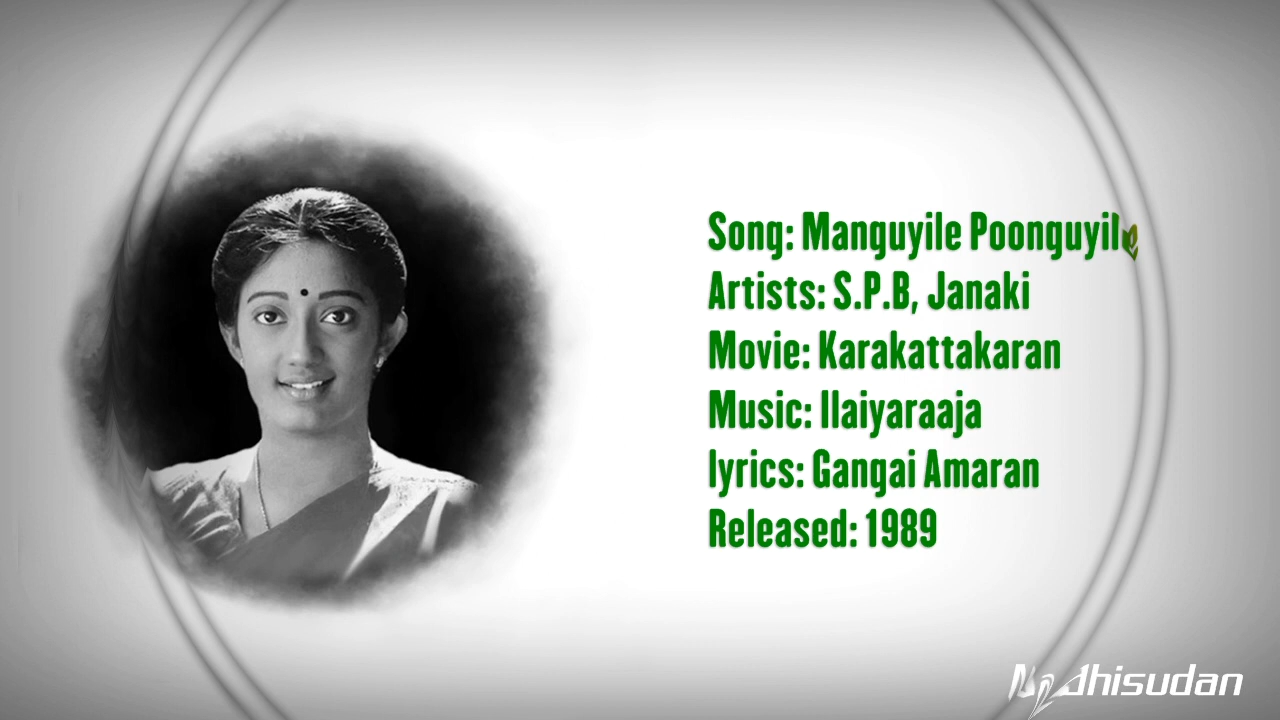 Song: Manguyile Poonguyil
Artists: S.P.B, Janaki
Movie: Karakattakaran
Music: Ilaiyaraaja
lyrics: Gangai Amaran
Released: 1989